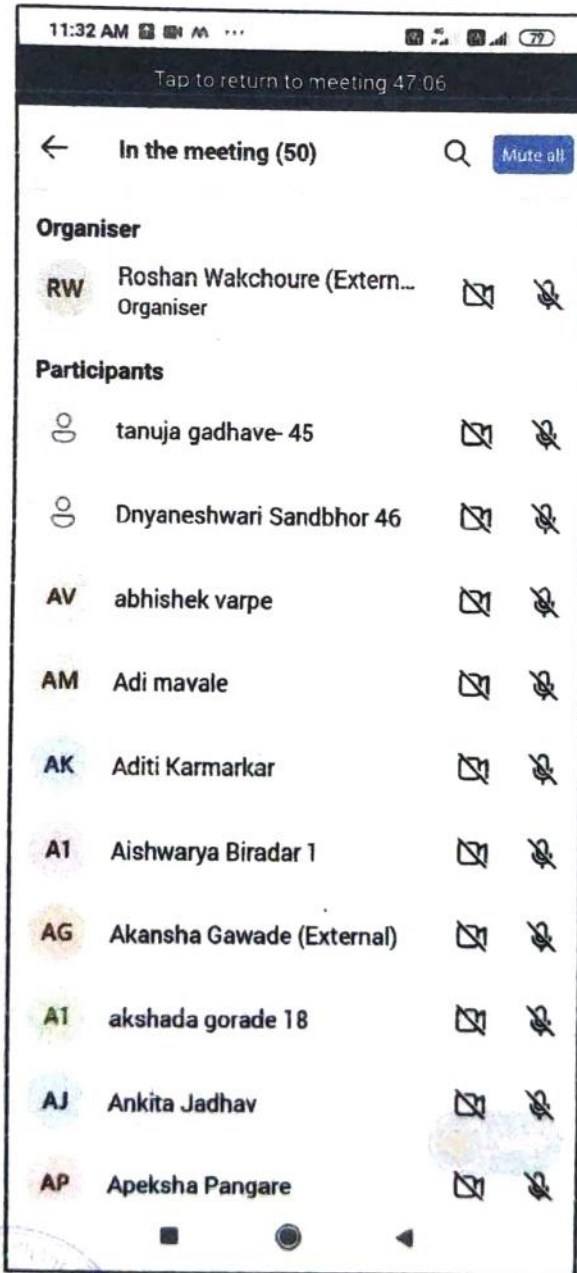 11:32 AM ...
4G 79
Tap to return to meeting 47:06
In the meeting (50)
Mute all
Organiser
RW Roshan Wakchoure (Extern...
Organiser
Participants
tanuja gadhave- 45
Dnyaneshwari Sandbhor 46
AV abhishek varpe
AM Adi mavale
AK Aditi Karmarkar
A1 Aishwarya Biradar 1
AG Akansha Gawade (External)
A1 akshada gorade 18
AJ Ankita Jadhav
AP Apeksha Pangare